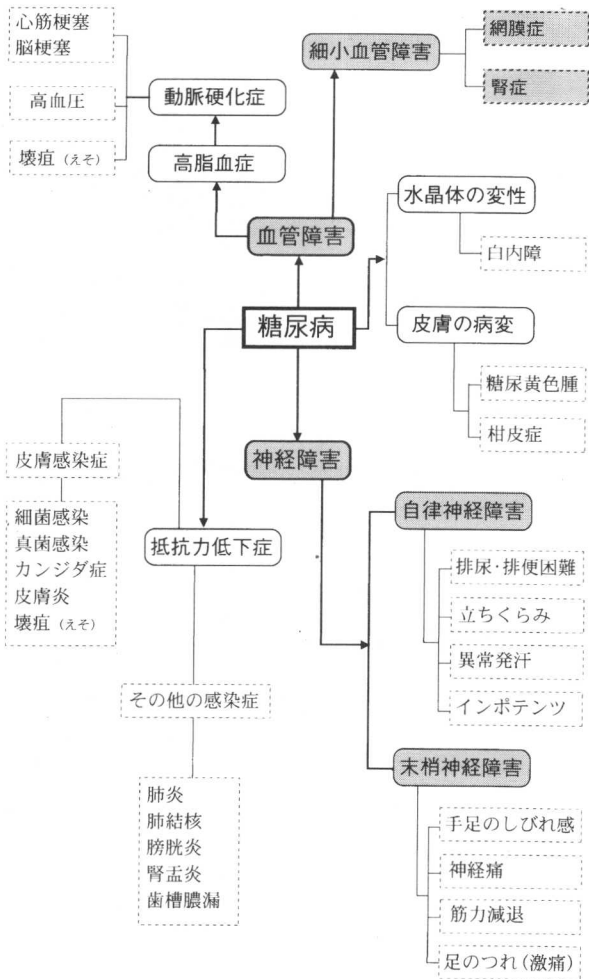 心筋梗塞
脳梗塞
高血圧
壊疽（えそ）
動脈硬化症
高脂血症
細小血管障害
網膜症
腎症
血管障害
水晶体の変性
白内障
糖尿病
皮膚の病変
糖尿黄色腫
柑皮症
神経障害
皮膚感染症
細菌感染
真菌感染
カンジダ症
皮膚炎
壊疽（えそ）
抵抗力低下症
その他の感染症
肺炎
肺結核
膀胱炎
腎盂炎
歯槽膿漏
自律神経障害
排尿・排便困難
立ちくらみ
異常発汗
インポテンツ
末梢神経障害
手足のしびれ感
神経痛
筋力減退
足のつれ（激痛）